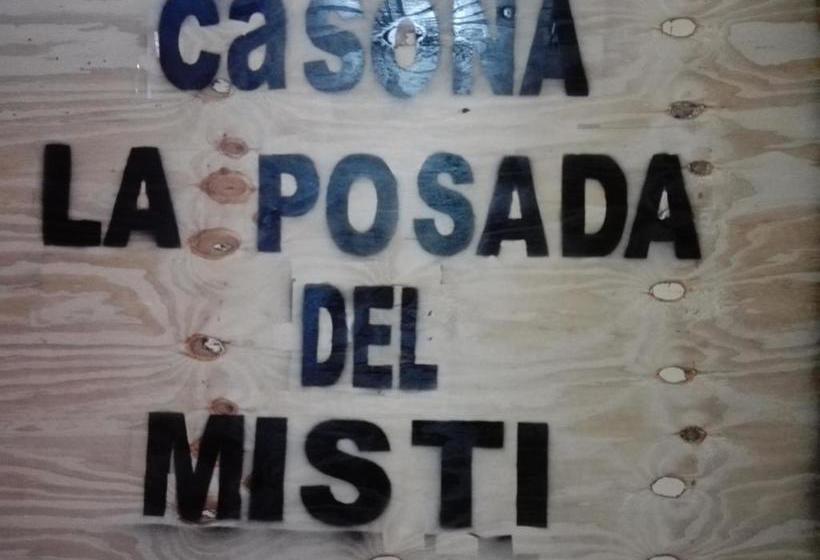 CaSONA
LA POSADA
DEL
MISTI